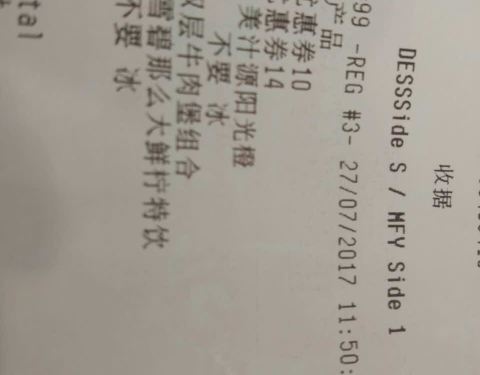 收据
DESSSide S / MFY Side 1
99 -REG #3- 27/07/2017 11:50:
产品
优惠券10
优惠券14
美汁源阳光橙
不要 冰
双层牛肉堡组合
雪碧那么大鲜柠特饮
不要 冰
tal